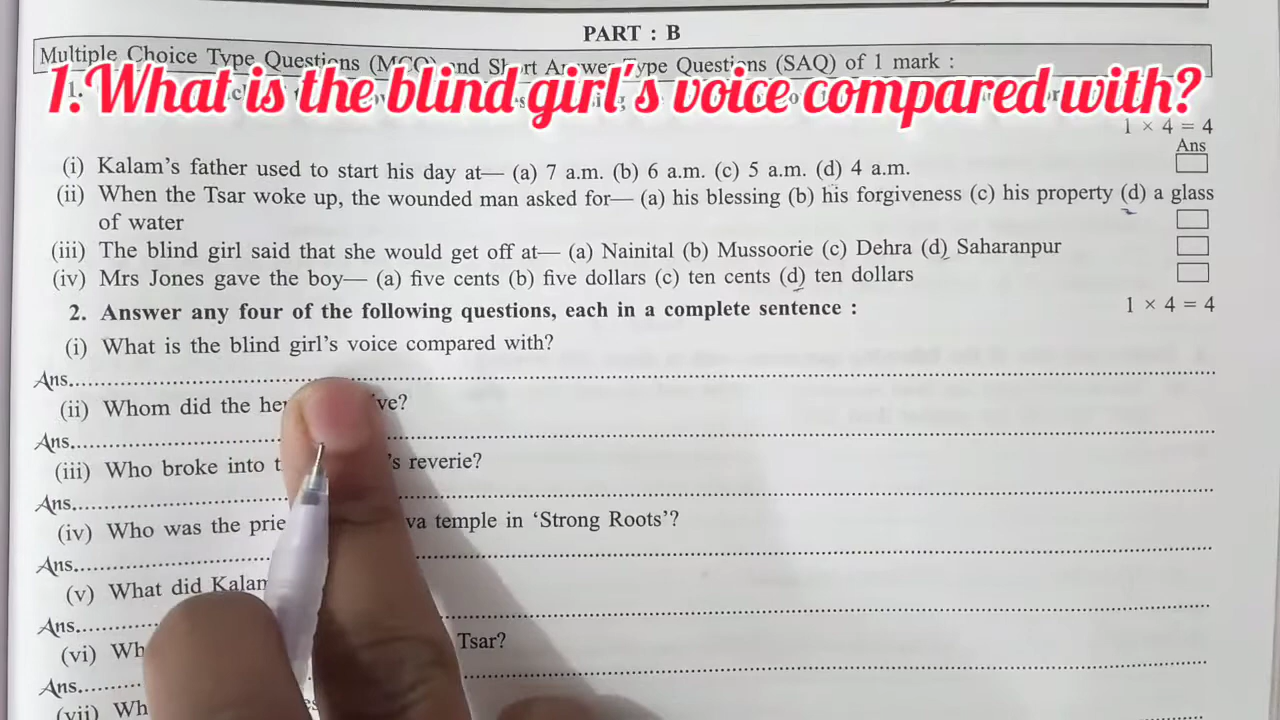 PART : B
Multiple Choice Type Questions (MCQ) and Short Answer Type Questions (SAQ) of 1 mark :
1.What is the blind girl's voice compared with?
1.
1 × 4 = 4
Ans
(i) Kalam's father used to start his day at— (a) 7 a.m. (b) 6 a.m. (c) 5 a.m. (d) 4 a.m.
(ii) When the Tsar woke up, the wounded man asked for— (a) his blessing (b) his forgiveness (c) his property (d) a glass
of water
(iii) The blind girl said that she would get off at— (a) Nainital (b) Mussoorie (c) Dehra (d) Saharanpur
(iv) Mrs Jones gave the boy— (a) five cents (b) five dollars (c) ten cents (d) ten dollars
2. Answer any four of the following questions, each in a complete sentence :
1 × 4 = 4
(i) What is the blind girl's voice compared with?
Ans.
(ii) Whom did the
Ans.
(iii) Who broke into 's reverie?
Ans.
(iv) Who was the temple in ‘Strong Roots’?
Ans.
(v) What did
Ans.
(vi) Tsar?
Ans.
(vii)